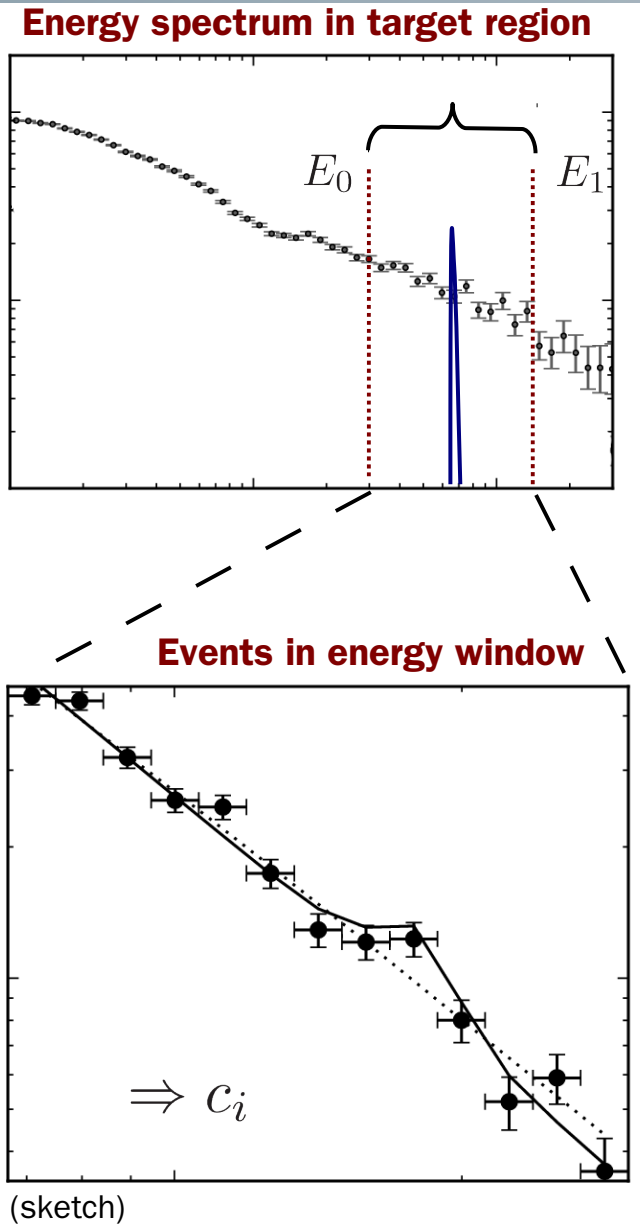 Energy spectrum in target region
E₀ E₁
Events in energy window
⇒ cᵢ
(sketch)